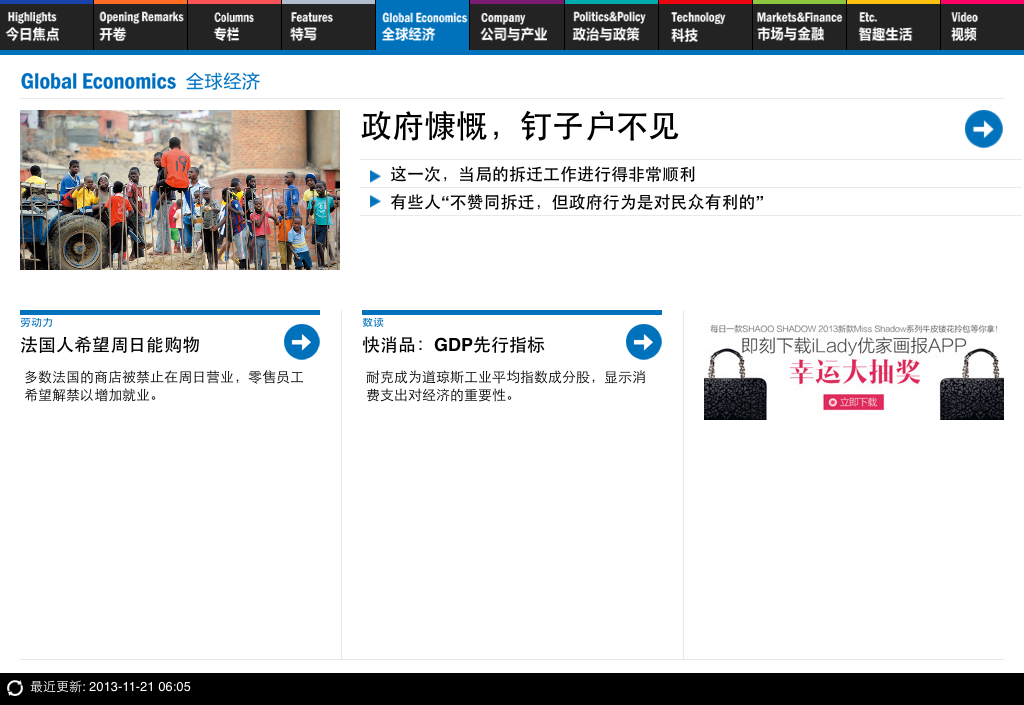 Highlights
今日焦点
Opening Remarks
开卷
Columns
专栏
Features
特写
Global Economics
全球经济
Company
公司与产业
Politics&Policy
政治与政策
Technology
科技
Markets&Finance
市场与金融
Etc.
智趣生活
Video
视频
Global Economics 全球经济
政府慷慨，钉子户不见
这一次，当局的拆迁工作进行得非常顺利
有些人“不赞同拆迁，但政府行为是对民众有利的”
19
劳动力
法国人希望周日能购物
多数法国的商店被禁止在周日营业，零售员工
希望解禁以增加就业。
数读
快消品：GDP先行指标
耐克成为道琼斯工业平均指数成分股，显示消
费支出对经济的重要性。
每日一款SHAOO SHADOW 2013新款Miss Shadow系列牛皮镂花拎包等你拿!
即刻下载iLady优家画报APP
幸运大抽奖
立即下载
最近更新: 2013-11-21 06:05